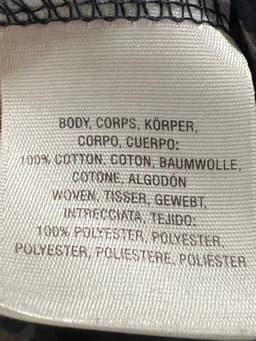 BODY, CORPS, KÖRPER,
CORPO, CUERPO:
100% COTTON, COTON, BAUMWOLLE,
COTONE, ALGODÓN
WOVEN, TISSER, GEWEBT,
INTRECCIATA, TEJIDO:
100% POLYESTER, POLYESTER,
POLYESTER, POLIESTERE, POLIÉSTER